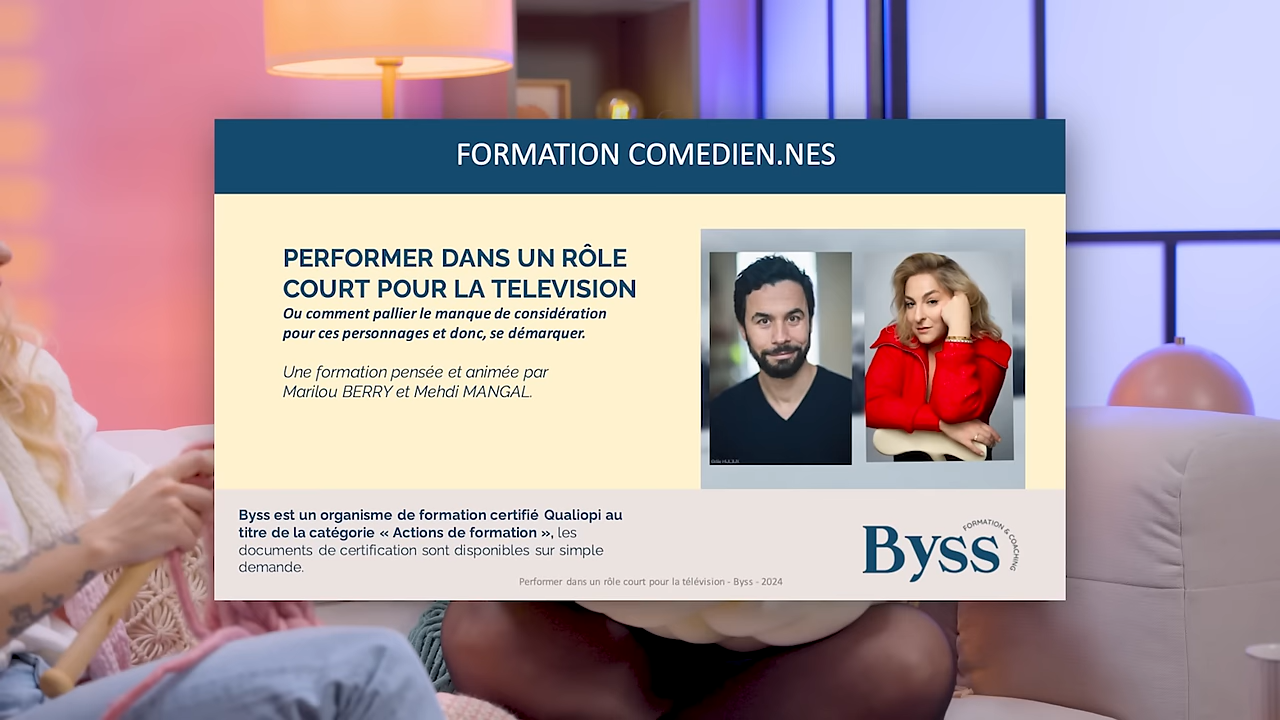 FORMATION COMEDIEN.NES
PERFORMER DANS UN RÔLE
COURT POUR LA TELEVISION
Ou comment pallier le manque de considération
pour ces personnages et donc, se démarquer.
Une formation pensée et animée par
Marilou BERRY et Mehdi MANGAL.
Byss est un organisme de formation certifié Qualiopi au
titre de la catégorie « Actions de formation », les
documents de certification sont disponibles sur simple
demande.
Performer dans un rôle court pour la télévision - Byss - 2024
Byss
FORMATION & COACHING